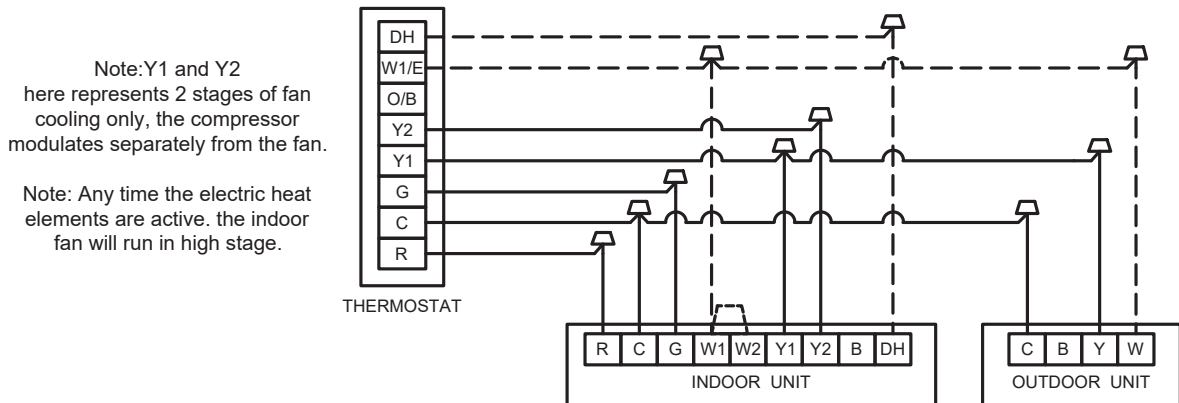 Note:Y1 and Y2
here represents 2 stages of fan
cooling only, the compressor
modulates separately from the fan.
Note: Any time the electric heat
elements are active. the indoor
fan will run in high stage.
DH
W1/E
O/B
Y2
Y1
G
C
R
THERMOSTAT
R C G W1 W2 Y1 Y2 B DH
INDOOR UNIT
C B Y W
OUTDOOR UNIT